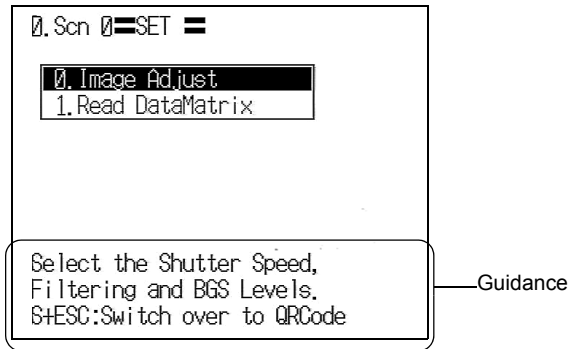 0.Scn 0=SET =
0.Image Adjust
1.Read DataMatrix
Select the Shutter Speed,
Filtering and BGS Levels.
S+ESC:Switch over to QRCode
Guidance